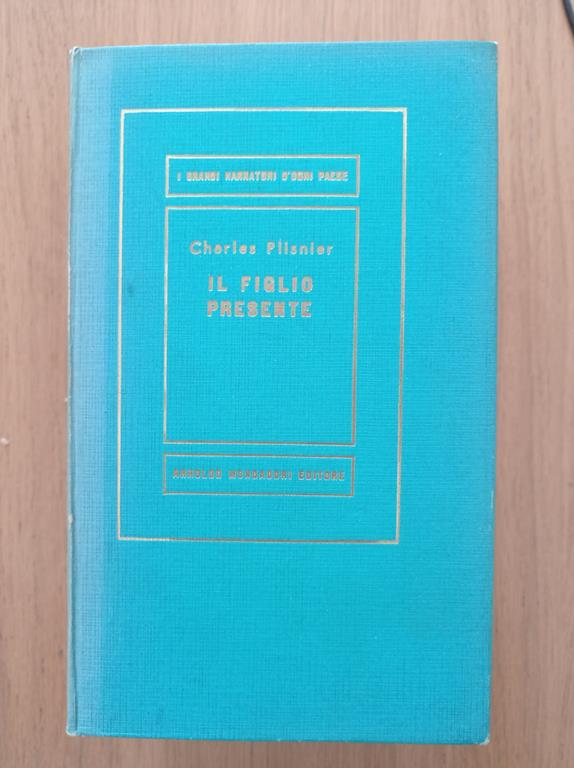 I GRANDI NARRATORI D'OGNI PAESE
Charles Plisnier
IL FIGLIO
PRESENTE
ARNOLDO MONDADORI EDITORE